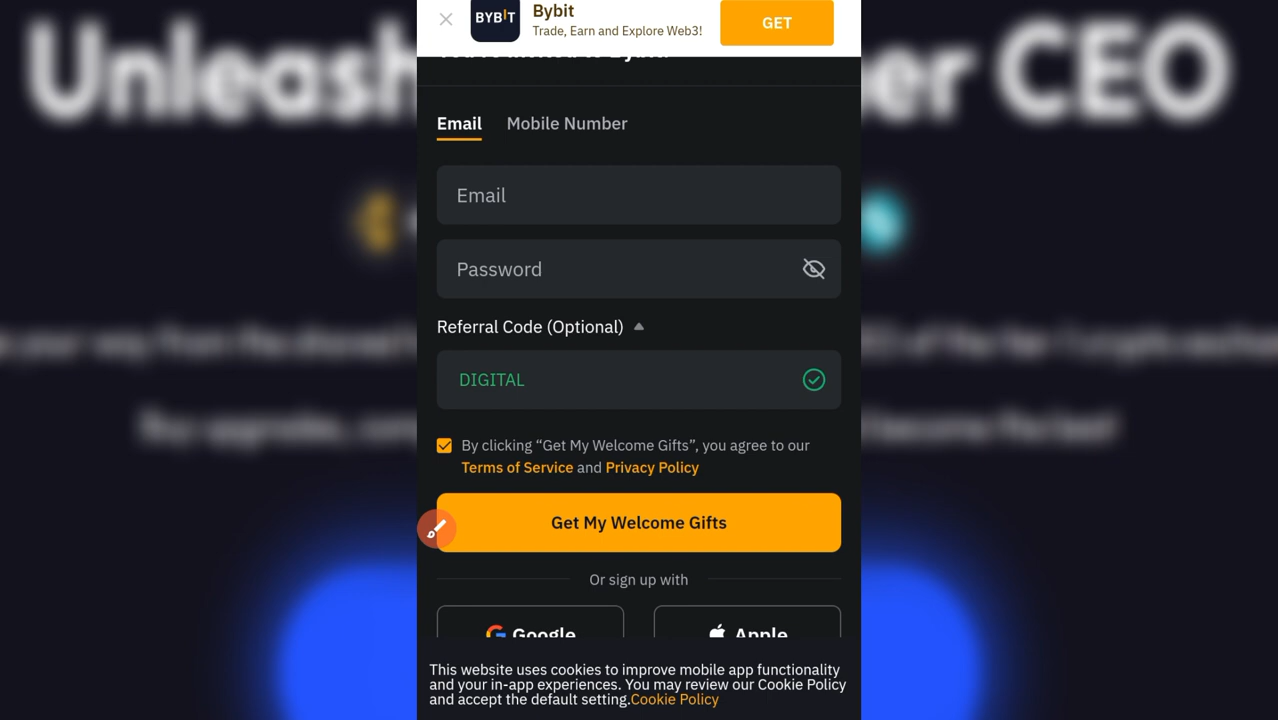 BYBIT
Bybit
Trade, Earn and Explore Web3!
GET
Unleash
er CEO
Email
Mobile Number
Email
Password
Referral Code (Optional)
DIGITAL
By clicking “Get My Welcome Gifts”, you agree to our
Terms of Service and Privacy Policy
Get My Welcome Gifts
Or sign up with
Google
Apple
This website uses cookies to improve mobile app functionality
and your in-app experiences. You may review our Cookie Policy
and accept the default setting.Cookie Policy